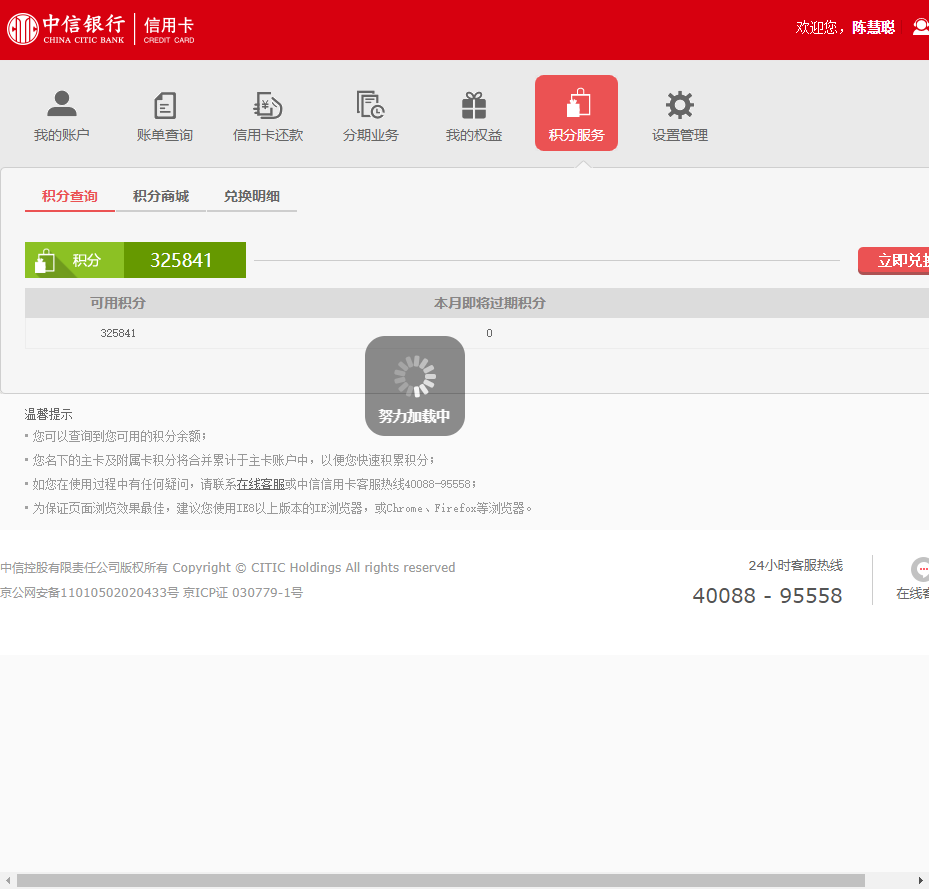 中信银行 信用卡
CHINA CITIC BANK CREDIT CARD
欢迎您，陈慧聪
我的账户 账单查询 信用卡还款 分期业务 我的权益 积分服务 设置管理
积分查询 积分商城 兑换明细
积分 325841
立即兑换
可用积分 本月即将过期积分
325841 0
努力加载中
温馨提示
• 您可以查询到您可用的积分余额；
• 您名下的主卡及附属卡积分将合并累计于主卡账户中，以便您快速积累积分；
• 如您在使用过程中有任何疑问，请联系在线客服或中信信用卡客服热线40088-95558；
• 为保证页面浏览效果最佳，建议您使用IE8以上版本的IE浏览器，或Chrome、Firefox等浏览器。
中信控股有限责任公司版权所有 Copyright © CITIC Holdings All rights reserved
京公网安备11010502020433号 京ICP证 030779-1号
24小时客服热线
40088 - 95558
在线客